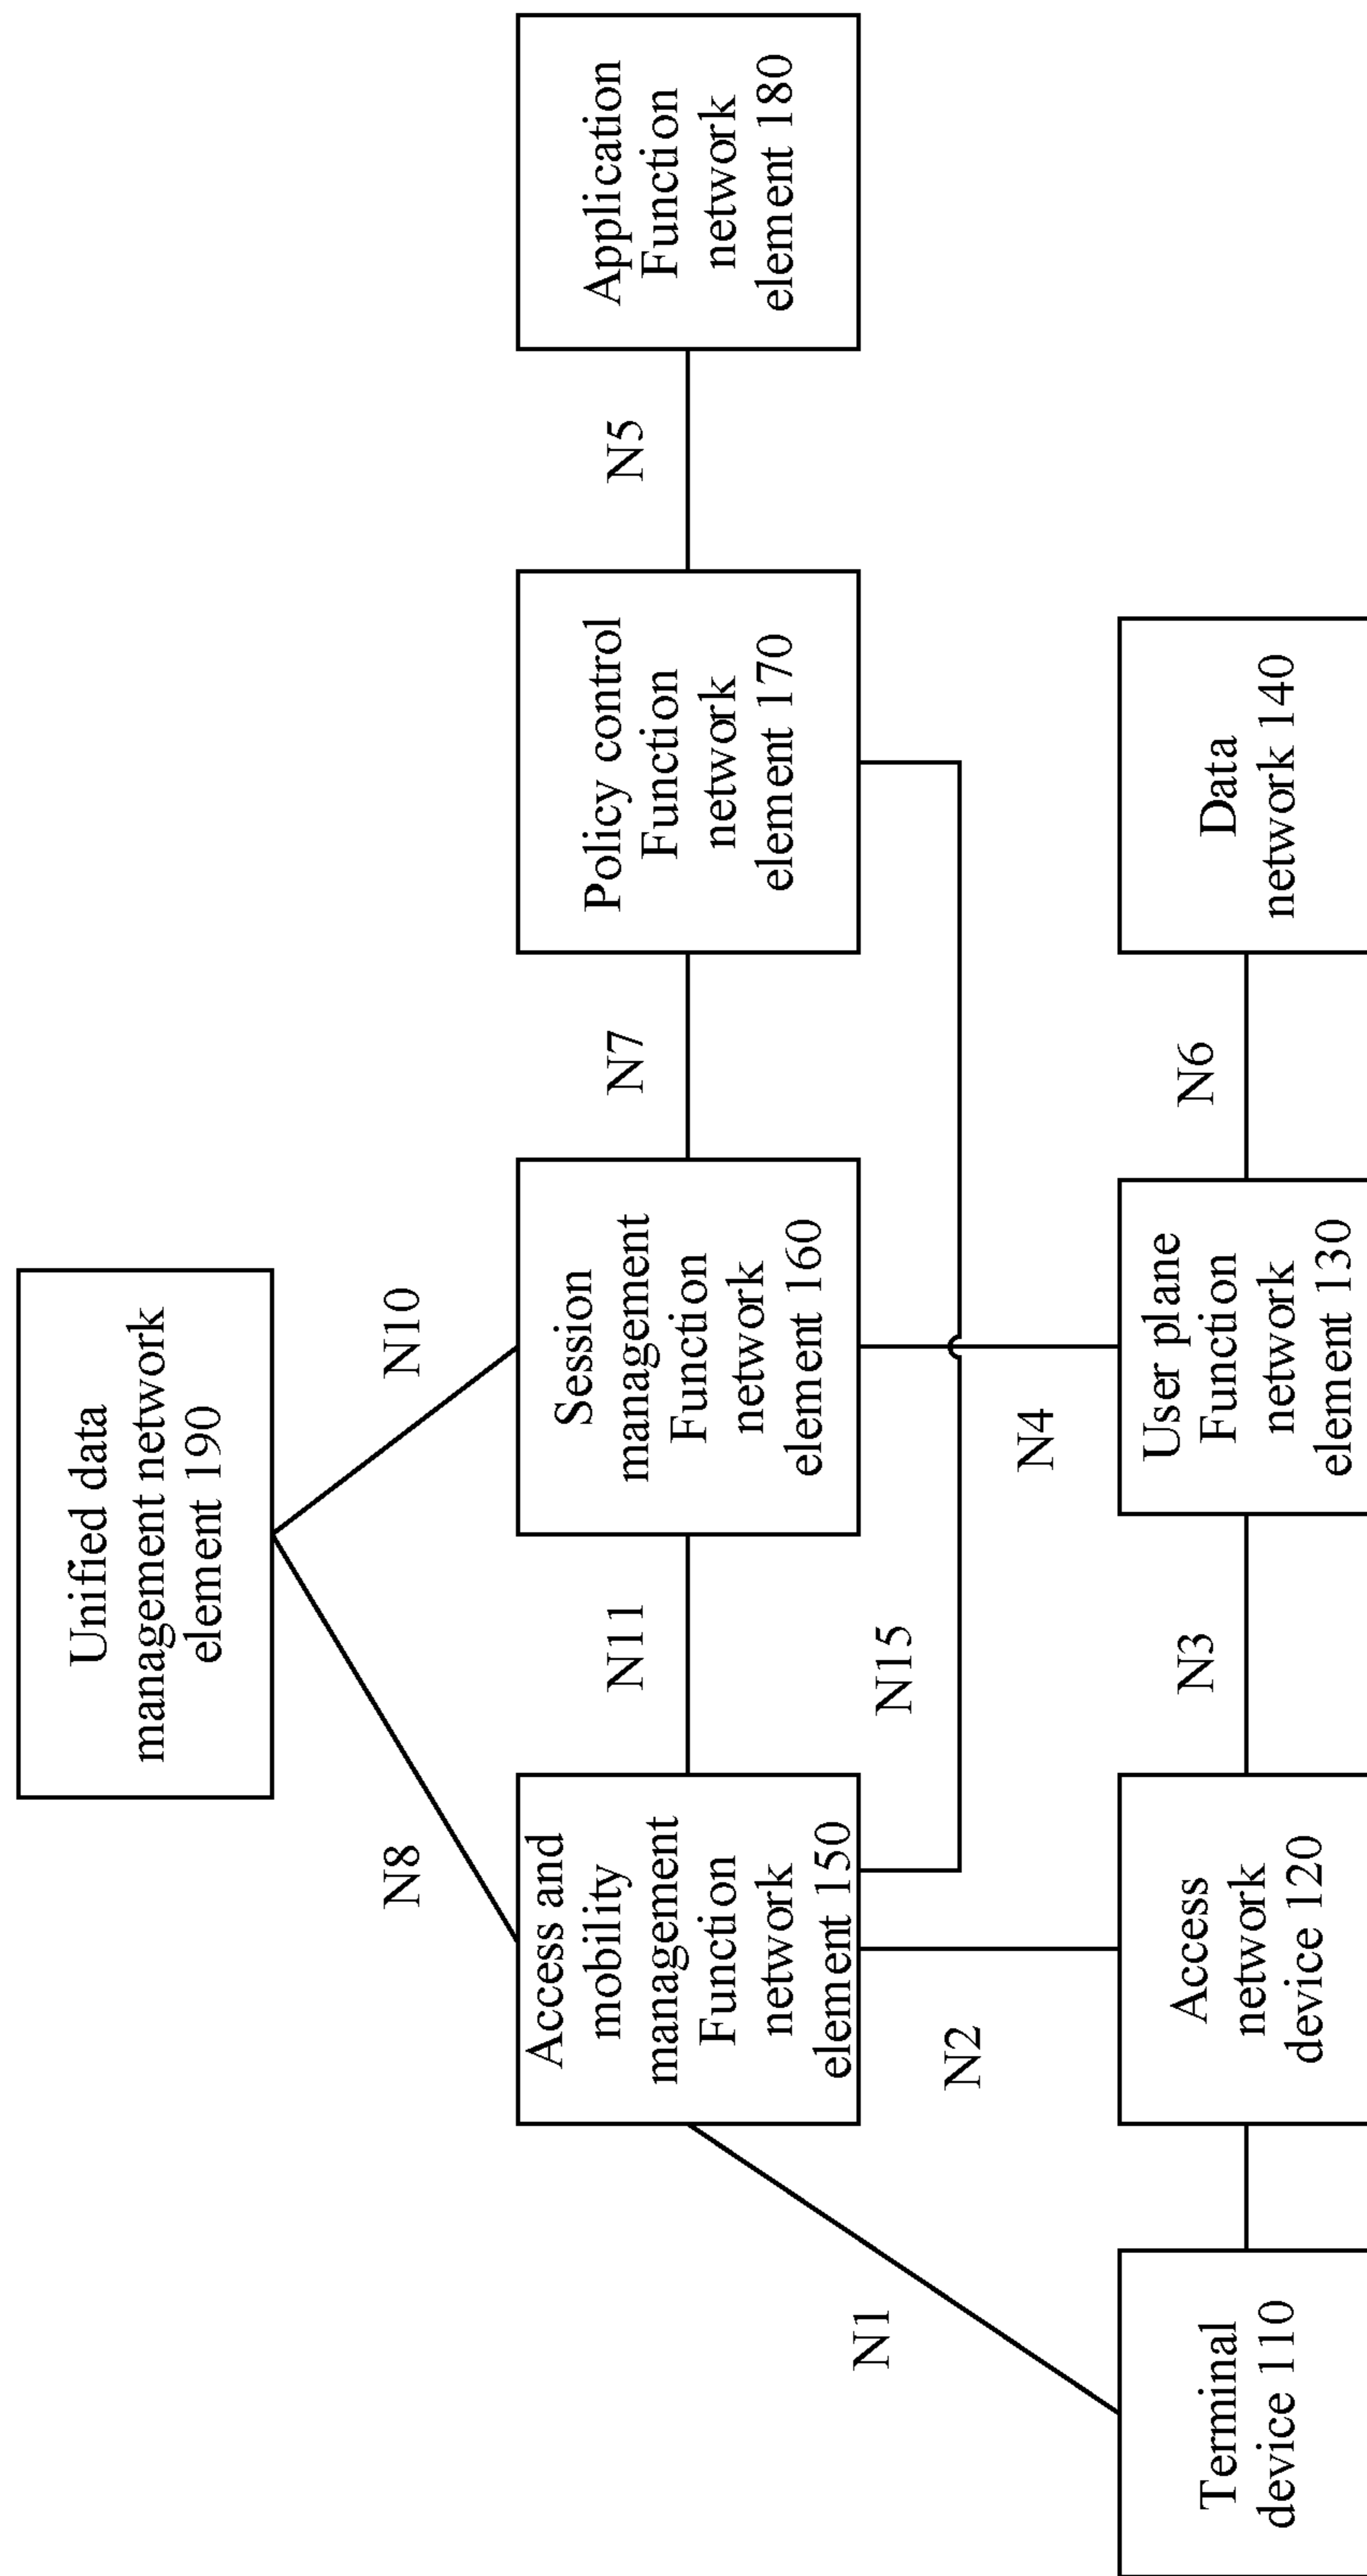 Unified data
management network
element 190
N8
N10
Access and
mobility
management
Function
network
element 150
N11
Session
management
Function
network
element 160
N7
Policy control
Function
network
element 170
N5
Application
Function
network
element 180
N1
N2
N15
N4
Terminal
device 110
Access
network
device 120
N3
User plane
Function
network
element 130
N6
Data
network 140